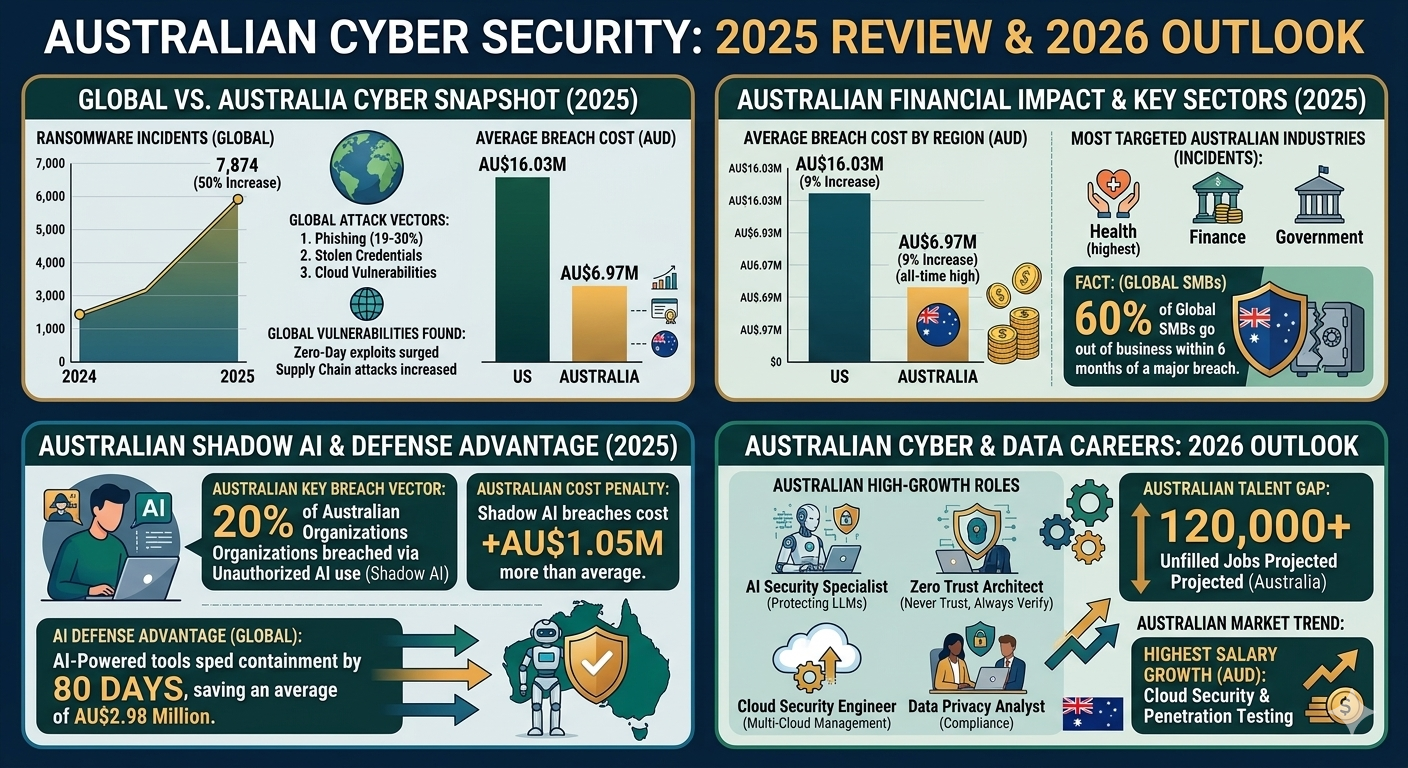 AUSTRALIAN CYBER SECURITY: 2025 REVIEW & 2026 OUTLOOK
GLOBAL VS. AUSTRALIA CYBER SNAPSHOT (2025)
RANSOMWARE INCIDENTS (GLOBAL)
7,874
(50% Increase)
7,000
6,000
5,000
4,000
3,000
1,000
0
2024
2025
GLOBAL ATTACK VECTORS:
1. Phishing (19-30%)
2. Stolen Credentials
3. Cloud Vulnerabilities
GLOBAL VULNERABILITIES FOUND:
Zero-Day exploits surged
Supply Chain attacks increased
AVERAGE BREACH COST (AUD)
AU$16.03M
AU$6.97M
US
AUSTRALIA
AUSTRALIAN FINANCIAL IMPACT & KEY SECTORS (2025)
AVERAGE BREACH COST BY REGION (AUD)
AU$16.03M
AU$16.03M
AU$6.93M
AU6.07M
AU$.69M
AU$.97M
$0
AU$16.03M
(9% Increase)
AU$6.97M
(9% Increase)
(all-time high)
US
AUSTRALIA
MOST TARGETED AUSTRALIAN INDUSTRIES
(INCIDENTS):
Health
(highest)
Finance
Government
FACT: (GLOBAL SMBs)
60% of Global
SMBs go
out of business within 6
months of a major breach.
AUSTRALIAN SHADOW AI & DEFENSE ADVANTAGE (2025)
AI
AI
AUSTRALIAN KEY BREACH VECTOR:
20% of Australian
Organizations
Organizations breached via
Unauthorized AI use (Shadow AI)
AUSTRALIAN COST PENALTY:
Shadow AI breaches cost
+AU$1.05M
more than average.
AI DEFENSE ADVANTAGE (GLOBAL):
AI-Powered tools sped containment by
80 DAYS, saving an average
of AU$2.98 Million.
AUSTRALIAN CYBER & DATA CAREERS: 2026 OUTLOOK
AUSTRALIAN HIGH-GROWTH ROLES
AI Security Specialist
(Protecting LLMs)
Zero Trust Architect
(Never Trust, Always Verify)
Cloud Security Engineer
(Multi-Cloud Management)
Data Privacy Analyst
(Compliance)
AUSTRALIAN TALENT GAP:
120,000+
Unfilled Jobs Projected
Projected (Australia)
AUSTRALIAN MARKET TREND:
HIGHEST SALARY
GROWTH (AUD):
Cloud Security &
Penetration Testing